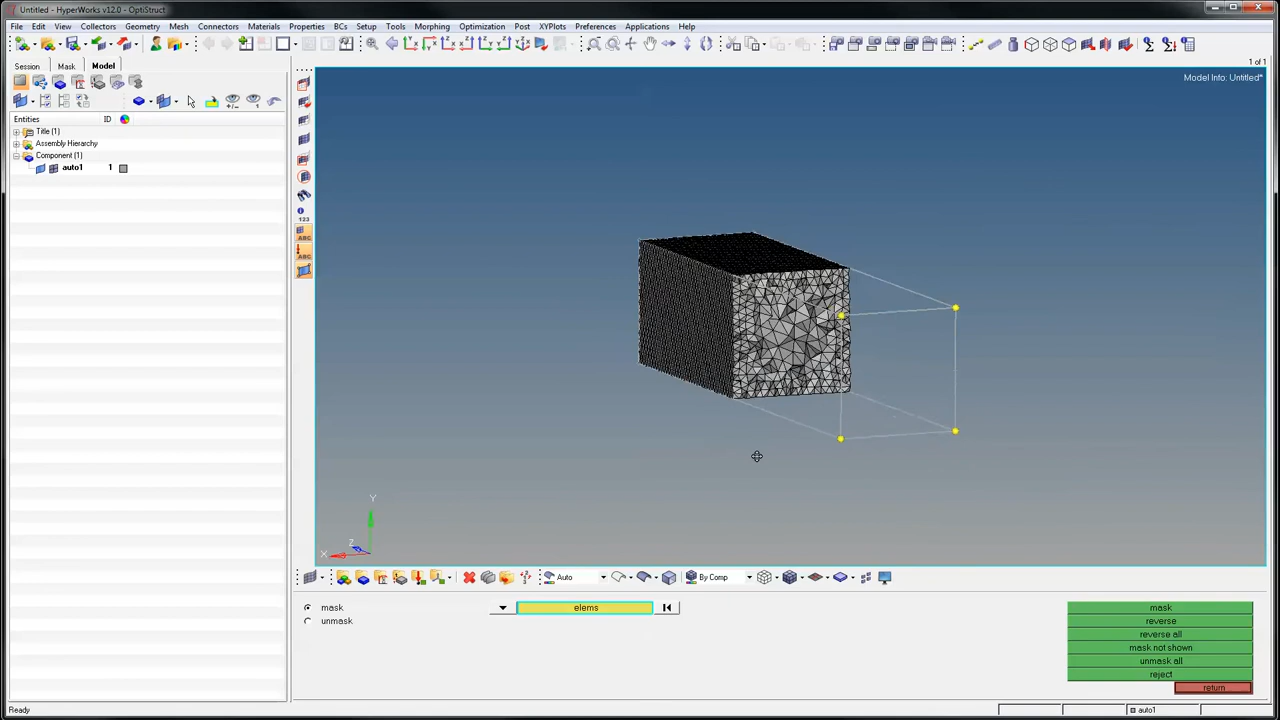 Untitled - HyperWorks v12.0 - OptiStruct
File Edit View Collectors Geometry Mesh Connectors Materials Properties BCs Setup Tools Morphing Optimization Post XYPlots Preferences Applications Help
1 of 1
Session Mask Model
Model Info: Untitled*
Entities ID
Title (1)
Assembly Hierarchy
Component (1)
auto1 1
123
ABC
ABC
Y
Z
X
Auto By Comp
mask elems mask
unmask reverse
reverse all
mask not shown
unmask all
reject
return
Ready auto1